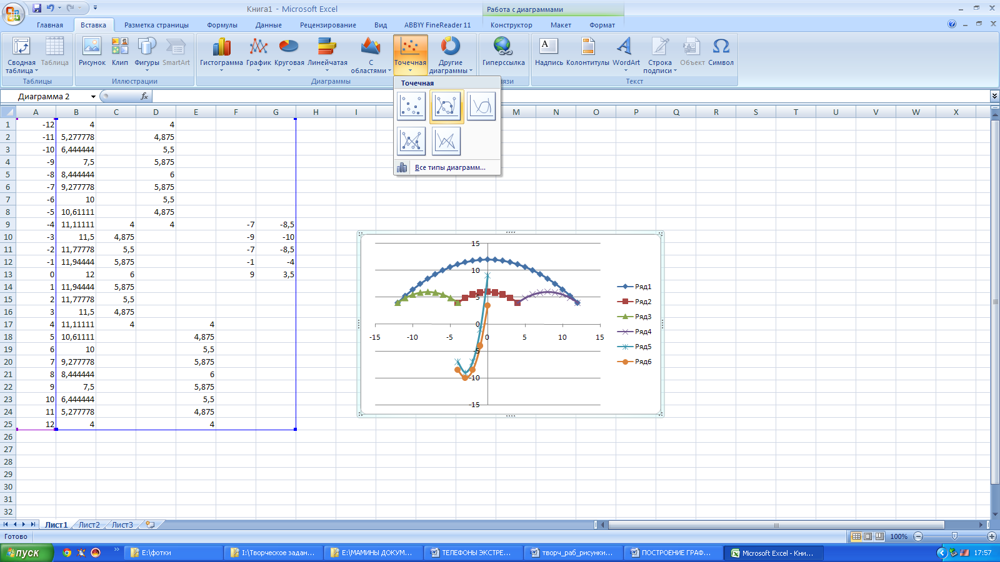 Книга1 - Microsoft Excel
Работа с диаграммами
Главная Вставка Разметка страницы Формулы Данные Рецензирование Вид ABBYY FineReader 11 Конструктор Макет Формат
Сводная таблица Таблица Рисунок Клип Фигуры SmartArt Гистограмма График Круговая Линейчатая С областями Точечная Другие диаграммы Гиперссылка Надпись Колонтитулы WordArt Строка подписи Объект Символ
Таблицы Иллюстрации Диаграммы Текст
Точечная
Все типы диаграмм...
Диаграмма 2 fx
A B C D E F G H I M N O P Q R S T U V W X
1 -12 4 4
2 -11 5,277778 4,875
3 -10 6,444444 5,5
4 -9 7,5 5,875
5 -8 8,444444 6
6 -7 9,277778 5,875
7 -6 10 5,5
8 -5 10,61111 4,875
9 -4 11,11111 4 4 -7 -8,5
10 -3 11,5 4,875 -9 -10
11 -2 11,77778 5,5 -7 -8,5
12 -1 11,94444 5,875 -1 -4
13 0 12 6 9 3,5
14 1 11,94444 5,875
15 2 11,77778 5,5
16 3 11,5 4,875
17 4 11,11111 4 4
18 5 10,61111 4,875
19 6 10 5,5
20 7 9,277778 5,875
21 8 8,444444 6
22 9 7,5 5,875
23 10 6,444444 5,5
24 11 5,277778 4,875
25 12 4 4
26
27
28
29
30
31
32
15
10
5
0
-15 -10 -5 0 5 10 15
-5
-10
-15
Ряд1
Ряд2
Ряд3
Ряд4
Ряд5
Ряд6
Лист1 Лист2 Лист3
Готово
100%
пуск
E:\фотки
I:\Творческое задан...
E:\МАМИНЫ ДОКУМ...
ТЕЛЕФОНЫ ЭКСТРЕ...
творч_раб_рисунки...
ПОСТРОЕНИЕ ГРАФ...
Microsoft Excel - Кни...
17:57